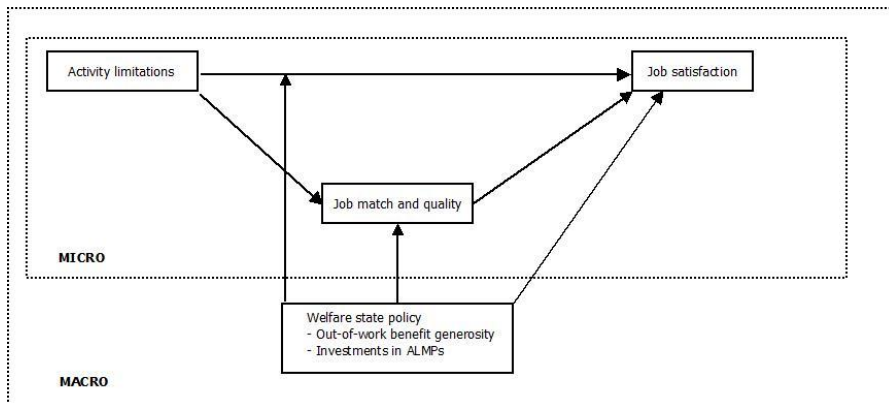 Activity limitations
Job satisfaction
Job match and quality
MICRO
Welfare state policy
- Out-of-work benefit generosity
- Investments in ALMPs
MACRO